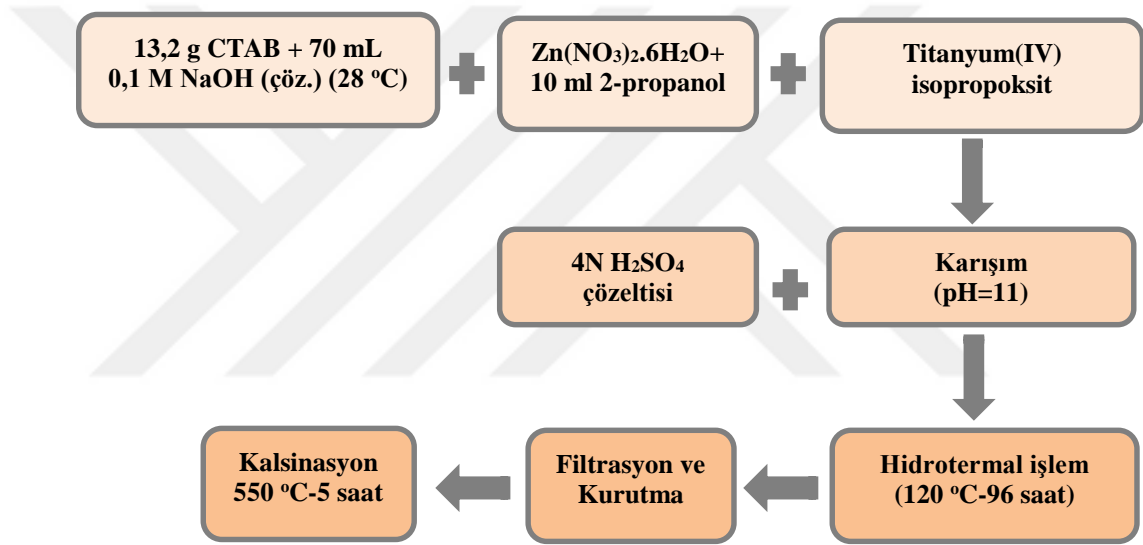 13,2 g CTAB + 70 mL
0,1 M NaOH (çöz.) (28 ºC)
Zn(NO₃)₂.6H₂O+
10 ml 2-propanol
Titanyum(IV)
isopropoksit
4N H₂SO₄
çözeltisi
Karışım
(pH=11)
Kalsinasyon
550 ºC-5 saat
Filtrasyon ve
Kurutma
Hidrotermal işlem
(120 ºC-96 saat)